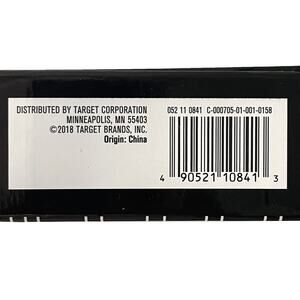 DISTRIBUTED BY TARGET CORPORATION
MINNEAPOLIS, MN 55403
©2018 TARGET BRANDS, INC.
Origin: China
052 11 0841 C-000705-01-001-0158
4 90521 10841 3